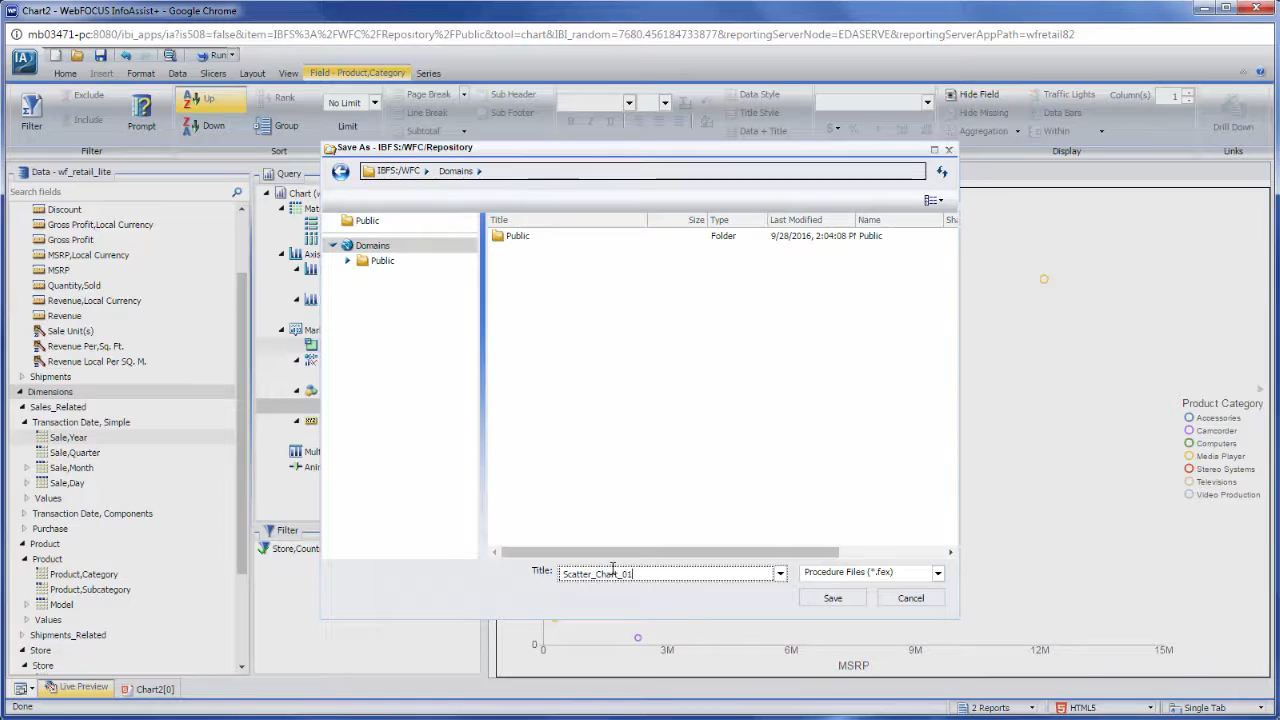 Chart2 - WebFOCUS InfoAssist+ - Google Chrome
mb03471-pc:8080/ibi_apps/ia?is508=false&item=IBFS%3A%2FWFC%2FRepository%2FPublic&tool=chart&IBI_random=7680.456184733877&reportingServerNode=EDASERVE&reportingServerAppPath=wfretail82
IA
Run
Home Insert Format Data Slicers Layout View Field - Product,Category Series
Filter
Exclude
Include
Prompt
Filter
Up
Down
Rank
Group
Sort
No Limit
Limit
Page Break
Line Break
Subtotal
Sub Header
Sub Footer
Data Style
Title Style
Data + Title
Hide Field
Hide Missing
Aggregation
Traffic Lights
Data Bars
Within
Column(s) 1
Display
Drill Down
Links
Data - wf_retail_lite
Search fields
Discount
Gross Profit,Local Currency
Gross Profit
MSRP,Local Currency
MSRP
Quantity,Sold
Revenue,Local Currency
Revenue
Sale Unit(s)
Revenue Per,Sq. Ft.
Revenue Local Per SQ. M.
Shipments
Dimensions
Sales_Related
Transaction Date, Simple
Sale,Year
Sale,Quarter
Sale,Month
Sale,Day
Values
Transaction Date, Components
Purchase
Product
Product
Product,Category
Product,Subcategory
Model
Values
Shipments_Related
Store
Store
Query
Filter
Save As - IBFS:/WFC/Repository
IBFS:/WFC Domains
Public
Domains
Public
Title Size Type Last Modified Name
Public Folder 9/28/2016, 2:04:08 Public
Title: Scatter_Chart_01 Procedure Files (*.fex)
Save Cancel
Product Category
Accessories
Camcorder
Computers
Media Player
Stereo Systems
Televisions
Video Production
0
0 3M 6M 9M 12M 15M
MSRP
Live Preview Chart2[0]
Done 2 Reports HTML5 Single Tab